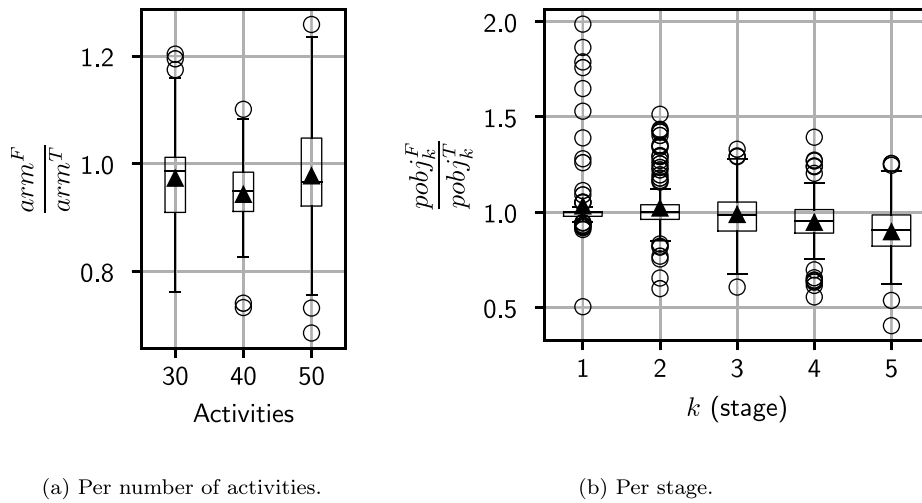 1.2
1.0
0.8
arm^F
arm^T
30 40 50
Activities
(a) Per number of activities.
2.0
1.5
1.0
0.5
pobj_k^F
pobj_k^T
1 2 3 4 5
k (stage)
(b) Per stage.